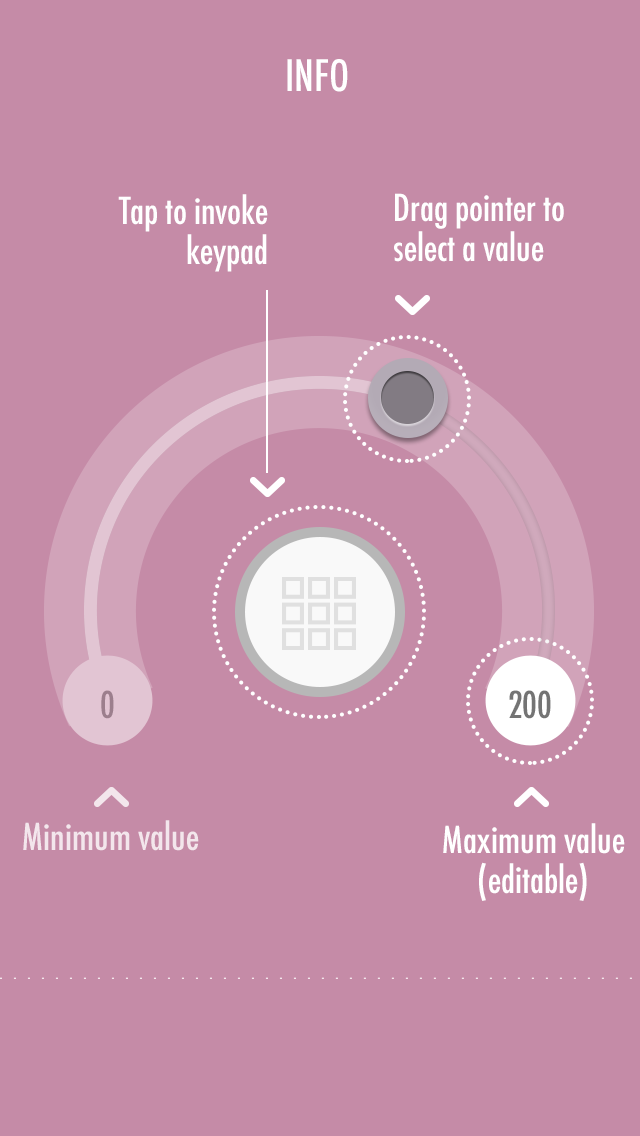 INFO
Tap to invoke
keypad
Drag pointer to
select a value
0
200
Minimum value
Maximum value
(editable)